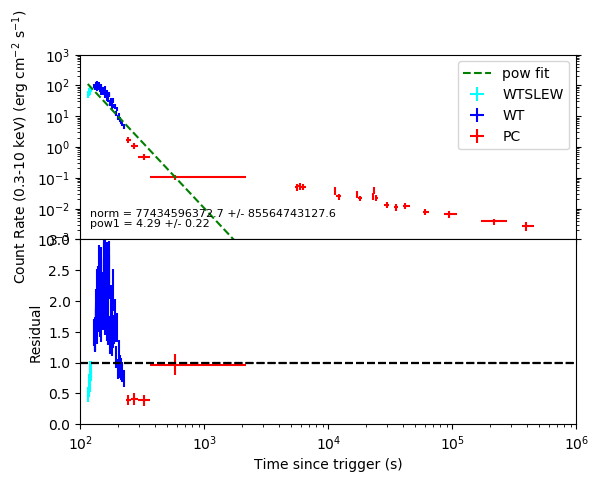 Count Rate (0.3-10 keV) (erg cm⁻² s⁻¹)
10³
10²
10¹
10⁰
10⁻¹
10⁻²
10⁻³
pow fit
WTSLEW
WT
PC
norm = 77434596372.7 +/- 85564743127.6
pow1 = 4.29 +/- 0.22
Residual
3.0
2.5
2.0
1.5
1.0
0.5
0.0
10² 10³ 10⁴ 10⁵ 10⁶
Time since trigger (s)